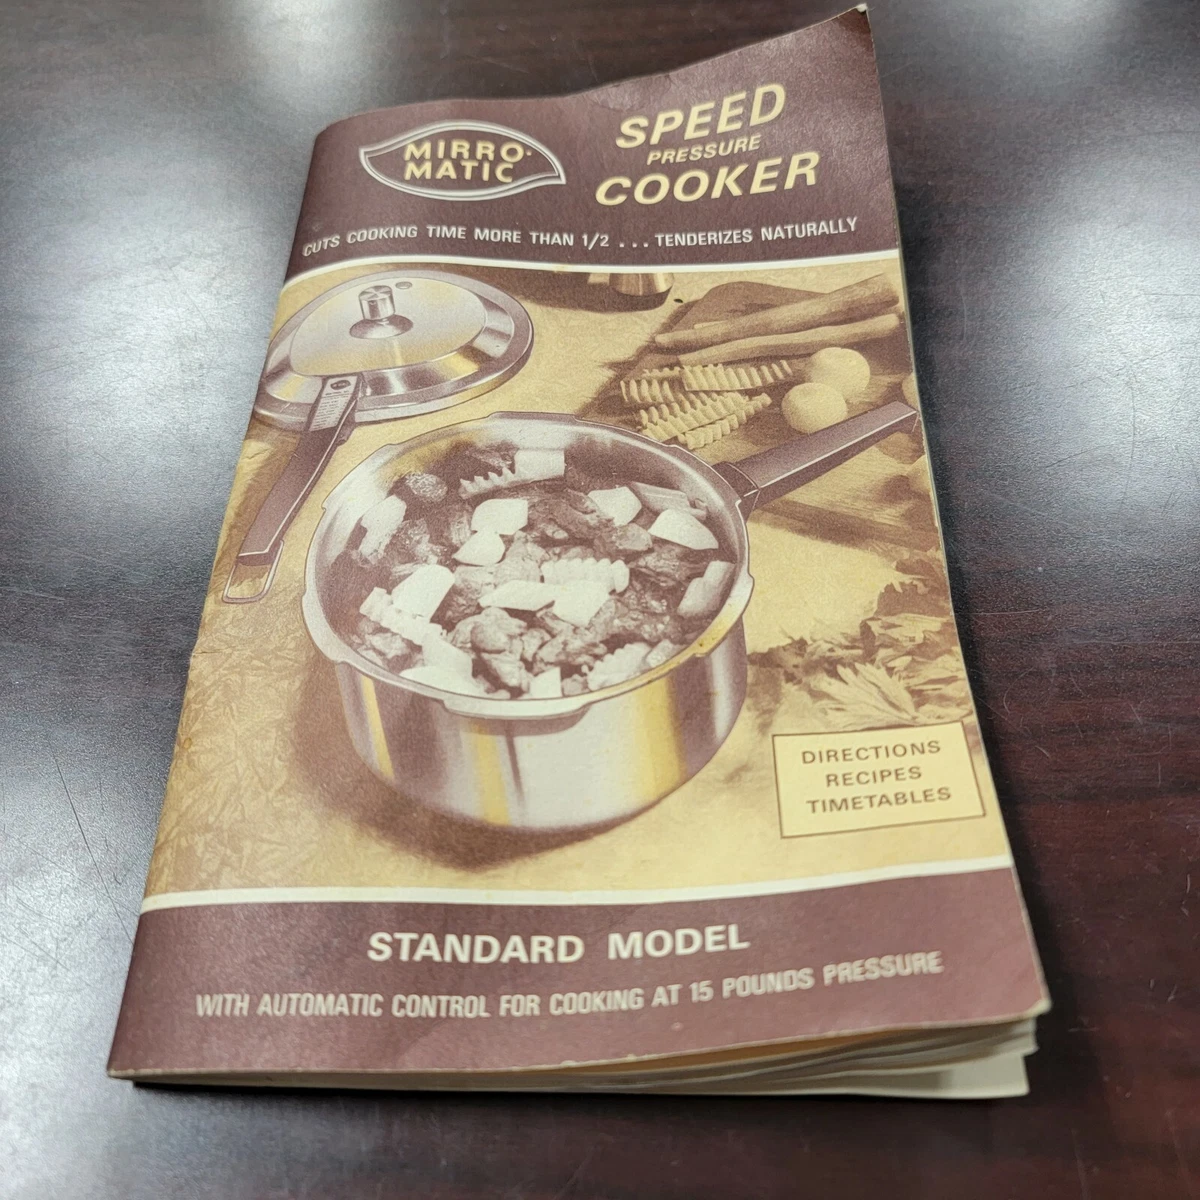 MIRRO-
MATIC
SPEED
PRESSURE
COOKER
CUTS COOKING TIME MORE THAN 1/2 . . . TENDERIZES NATURALLY
DIRECTIONS
RECIPES
TIMETABLES
STANDARD MODEL
WITH AUTOMATIC CONTROL FOR COOKING AT 15 POUNDS PRESSURE